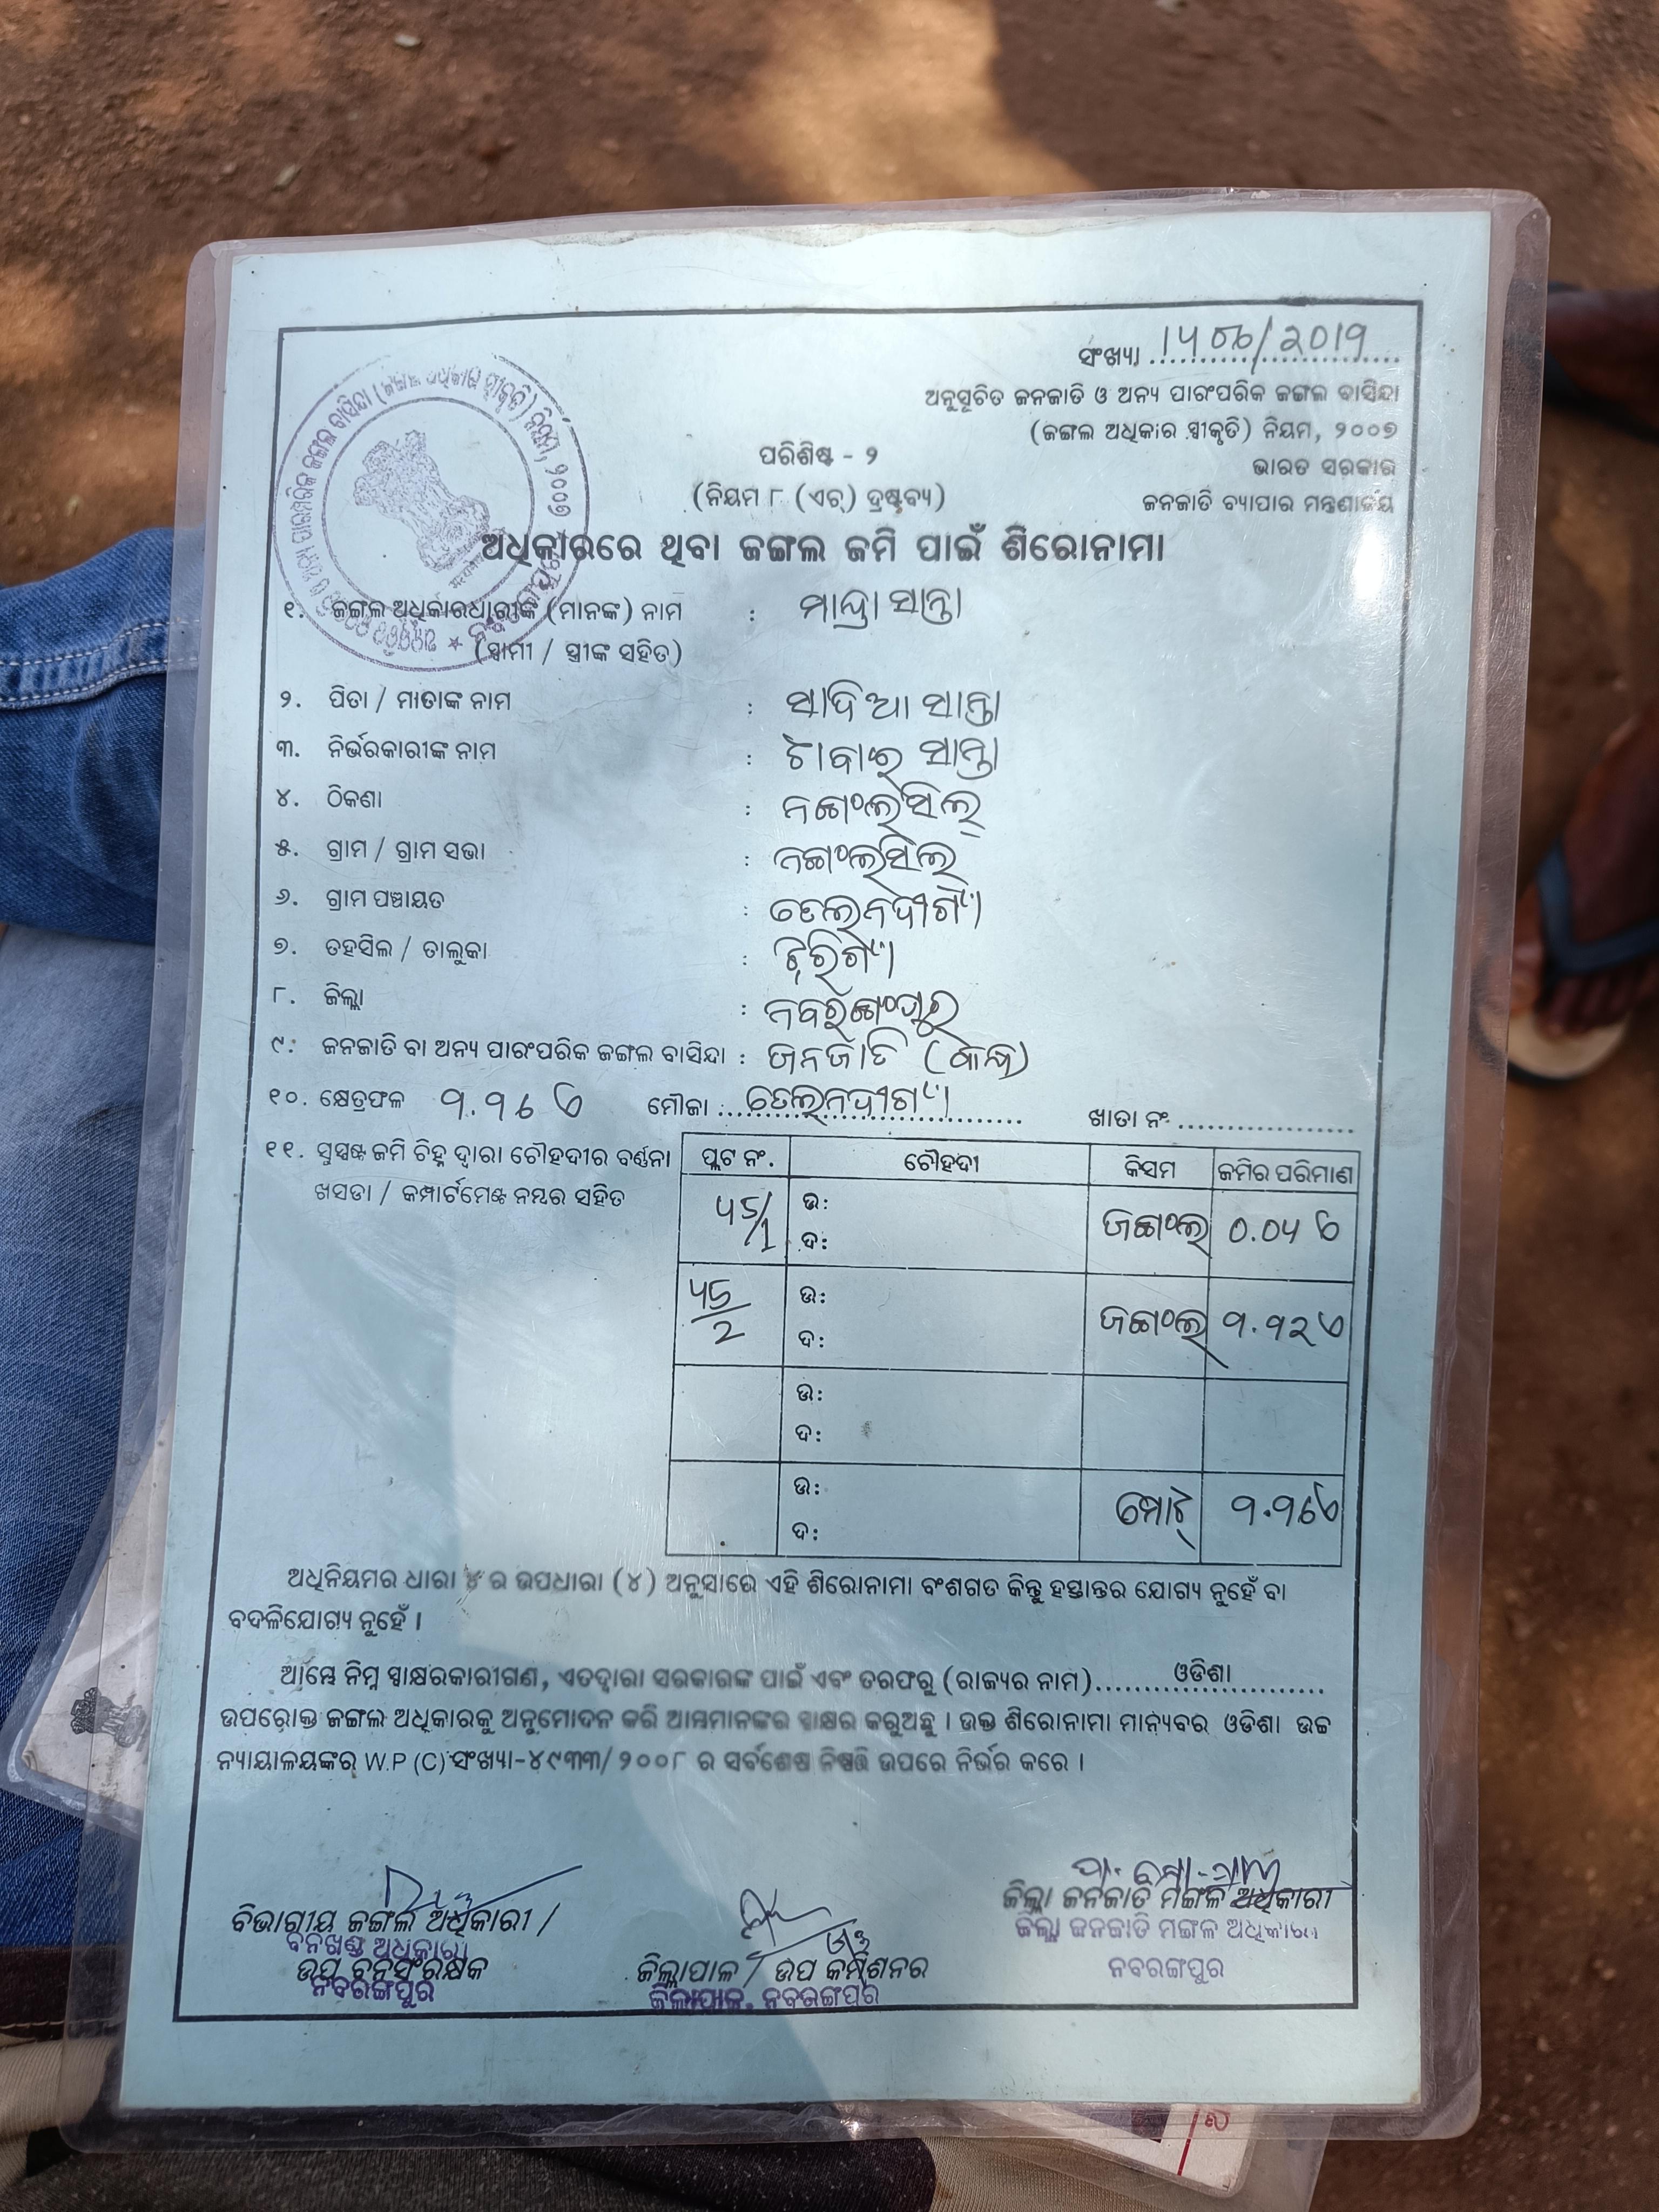 ସଂଖ୍ୟା
ଅନୁସୂଚିତ ଜନଜାତି ଓ ଅନ୍ୟ ପାରଂପରିକ ଜଙ୍ଗଲ ବାସିନ୍ଦା
(ଜଙ୍ଗଲ ଅଧିକାର ସ୍ୱୀକୃତି) ନିୟମ, ୨୦୦୭
ଭାରତ ସରକାର
ଜନଜାତି ବ୍ୟାପାର ମନ୍ତ୍ରଣାଳୟ
ପରିଶିଷ୍ଟ - ୨
(ନିୟମ ୮ (ଏଚ୍) ଦ୍ରଷ୍ଟବ୍ୟ)
ଅଧିକାରରେ ଥିବା ଜଙ୍ଗଲ ଜମି ପାଇଁ ଶିରୋନାମା
୧. ଜଙ୍ଗଲ ଅଧିକାରଧାରୀଙ୍କ (ମାନଙ୍କ) ନାମ : ସାନ୍ତା
(ସ୍ୱାମୀ / ସ୍ତ୍ରୀଙ୍କ ସହିତ)
୨. ପିତା / ମାତାଙ୍କ ନାମ : ସାଦିଆ ସାନ୍ତା
୩. ନିର୍ଭରକାରୀଙ୍କ ନାମ : ସାନ୍ତା
୪. ଠିକଣା :
୫. ଗ୍ରାମ / ଗ୍ରାମ ସଭା :
୬. ଗ୍ରାମ ପଞ୍ଚାୟତ : ତେଲନଦୀଗାଁ
୭. ତହସିଲ / ତାଲୁକା : ଝରିଗାଁ
୮. ଜିଲ୍ଲା : ନବରଙ୍ଗପୁର
୯. ଜନଜାତି ବା ଅନ୍ୟ ପାରଂପରିକ ଜଙ୍ଗଲ ବାସିନ୍ଦା : ଜନଜାତି
୧୦. କ୍ଷେତ୍ରଫଳ ମୌଜା : ତେଲନଦୀଗାଁ ଖାତା ନଂ
୧୧. ସୁସ୍ପଷ୍ଟ ଜମି ଚିହ୍ନ ଦ୍ୱାରା ଚୌହଦୀର ବର୍ଣ୍ଣନା
ଖସଡା / କମ୍ପାର୍ଟମେଣ୍ଟ ନମ୍ବର ସହିତ
ପ୍ଲଟ ନଂ. ଚୌହଦୀ କିସମ ଜମିର ପରିମାଣ
ଉ:
ଦ:
ଉ:
ଦ:
ଉ:
ଦ:
ଉ:
ଦ: ମୋଟ
ଅଧିନିୟମର ଧାରା ୪ ର ଉପଧାରା (୪) ଅନୁସାରେ ଏହି ଶିରୋନାମା ବଂଶଗତ କିନ୍ତୁ ହସ୍ତାନ୍ତର ଯୋଗ୍ୟ ନୁହେଁ ବା
ବଦଳିଯୋଗ୍ୟ ନୁହେଁ ।
ଆମ୍ଭେ ନିମ୍ନ ସ୍ୱାକ୍ଷରକାରୀଗଣ, ଏତଦ୍ୱାରା ସରକାରଙ୍କ ପାଇଁ ଏବଂ ତରଫରୁ (ରାଜ୍ୟର ନାମ) ଓଡିଶା
ଉପରୋକ୍ତ ଜଙ୍ଗଲ ଅଧିକାରକୁ ଅନୁମୋଦନ କରି ଆମ୍ଭମାନଙ୍କର ସ୍ୱାକ୍ଷର କରୁଅଛୁ । ଉକ୍ତ ଶିରୋନାମା ମାନ୍ୟବର ଓଡିଶା ଉଚ୍ଚ
ନ୍ୟାୟାଳୟଙ୍କର W.P (C) ସଂଖ୍ୟା-୪୯୩୩/୨୦୦୮ ର ସର୍ବଶେଷ ନିଷ୍ପତ୍ତି ଉପରେ ନିର୍ଭର କରେ ।
ବିଭାଗୀୟ ଜଙ୍ଗଲ ଅଧିକାରୀ /
ବନଖଣ୍ଡ ଅଧିକାରୀ
ଉପ ବନସଂରକ୍ଷକ
ନବରଙ୍ଗପୁର
ଜିଲ୍ଲାପାଳ / ଉପ କମିଶନର
ଜିଲ୍ଲାପାଳ, ନବରଙ୍ଗପୁର
ଜିଲ୍ଲା ଜନଜାତି ମଙ୍ଗଳ ଅଧିକାରୀ
ଜିଲ୍ଲା ଜନଜାତି ମଙ୍ଗଳ ଅଧିକାରୀ
ନବରଙ୍ଗପୁର